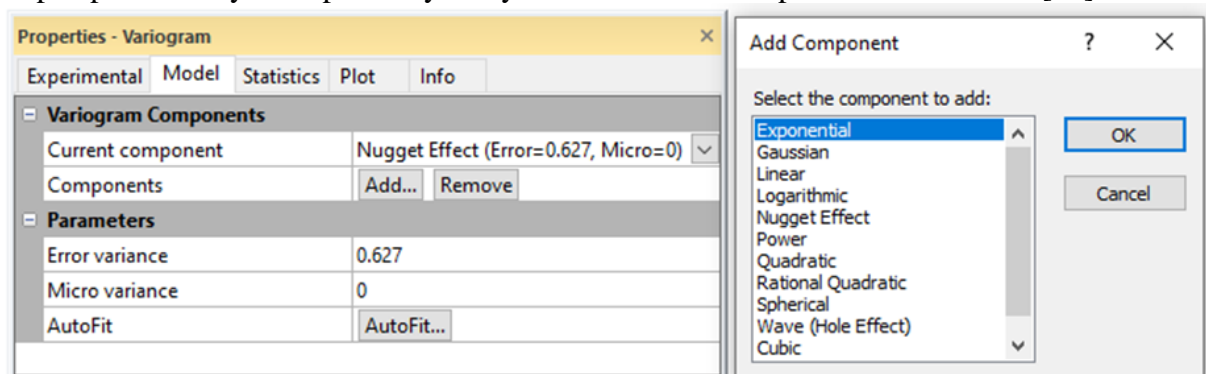 Properties - Variogram ×
Experimental Model Statistics Plot Info
Variogram Components
Current component Nugget Effect (Error=0.627, Micro=0)
Components Add... Remove
Parameters
Error variance 0.627
Micro variance 0
AutoFit AutoFit...
Add Component ? ×
Select the component to add:
Exponential
Gaussian
Linear
Logarithmic
Nugget Effect
Power
Quadratic
Rational Quadratic
Spherical
Wave (Hole Effect)
Cubic
OK
Cancel